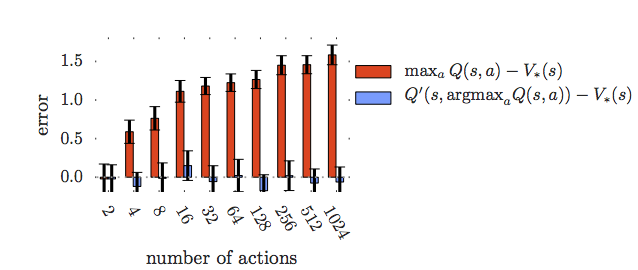 1.5
1.0
0.5
0.0
error
2 4 8 16 32 64 128 256 512 1024
number of actions
maxₐ Q(s, a) − V∗(s)
Q′(s, argmaxₐQ(s, a)) − V∗(s)